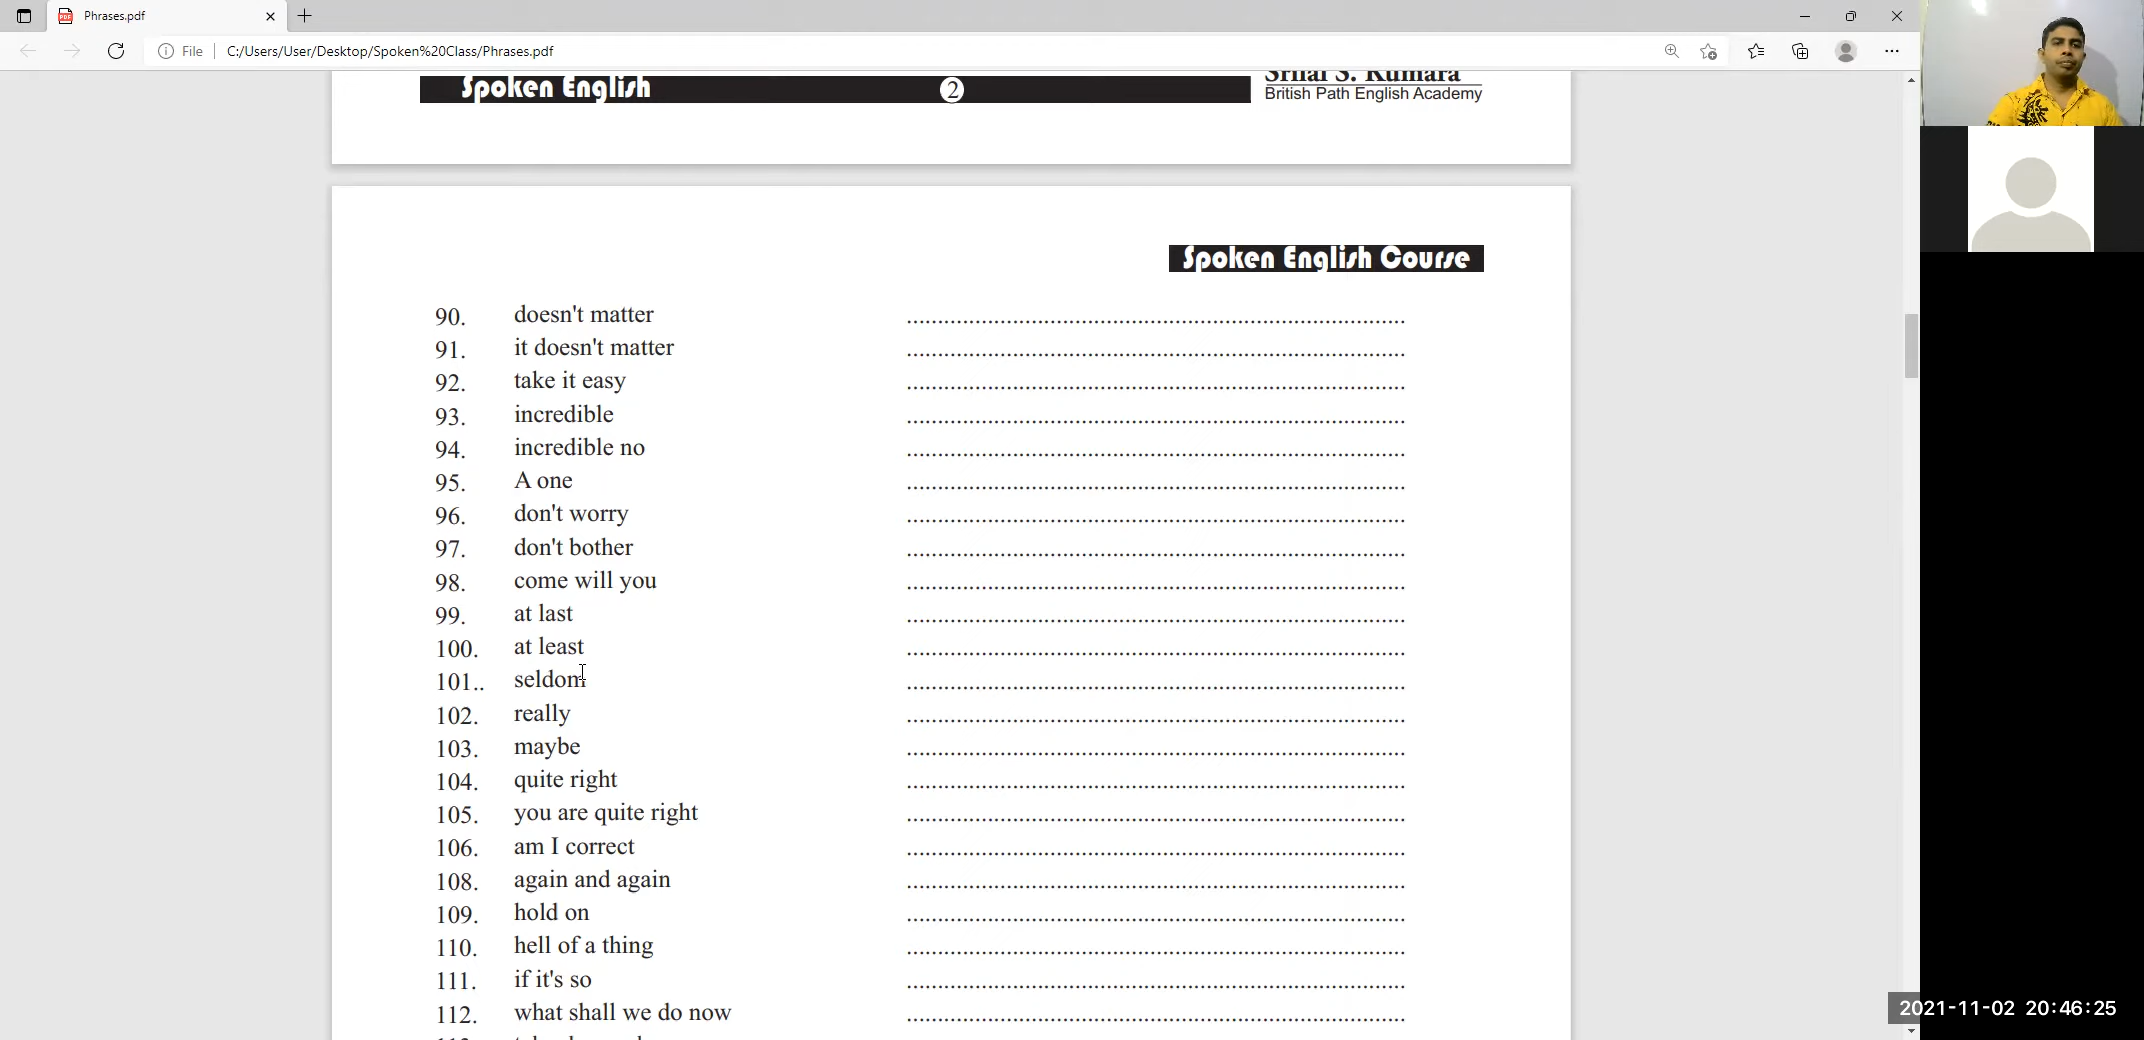 Phrases.pdf
File
C:/Users/User/Desktop/Spoken%20Class/Phrases.pdf
Spoken English
2
Srilal S. Kumara
British Path English Academy
Spoken English Course
90. doesn't matter ................................................................................
91. it doesn't matter ................................................................................
92. take it easy ................................................................................
93. incredible ................................................................................
94. incredible no ................................................................................
95. A one ................................................................................
96. don't worry ................................................................................
97. don't bother ................................................................................
98. come will you ................................................................................
99. at last ................................................................................
100. at least ................................................................................
101.. seldom ................................................................................
102. really ................................................................................
103. maybe ................................................................................
104. quite right ................................................................................
105. you are quite right ................................................................................
106. am I correct ................................................................................
108. again and again ................................................................................
109. hold on ................................................................................
110. hell of a thing ................................................................................
111. if it's so ................................................................................
112. what shall we do now ................................................................................
2021-11-02 20:46:25